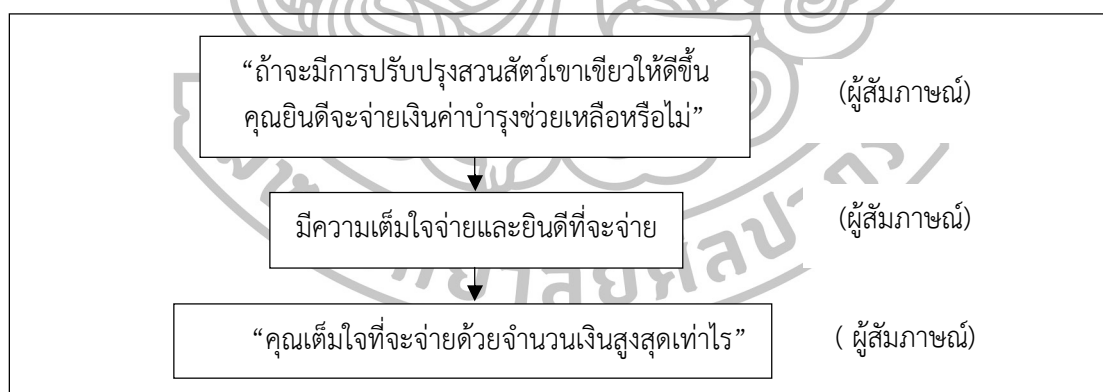 “ถ้าจะมีการปรับปรุงสวนสัตว์เขาเขียวให้ดีขึ้น
คุณยินดีจะจ่ายเงินค่าบำรุงช่วยเหลือหรือไม่”
(ผู้สัมภาษณ์)
มีความเต็มใจจ่ายและยินดีที่จะจ่าย
(ผู้สัมภาษณ์)
“คุณเต็มใจที่จะจ่ายด้วยจำนวนเงินสูงสุดเท่าไร”
( ผู้สัมภาษณ์)